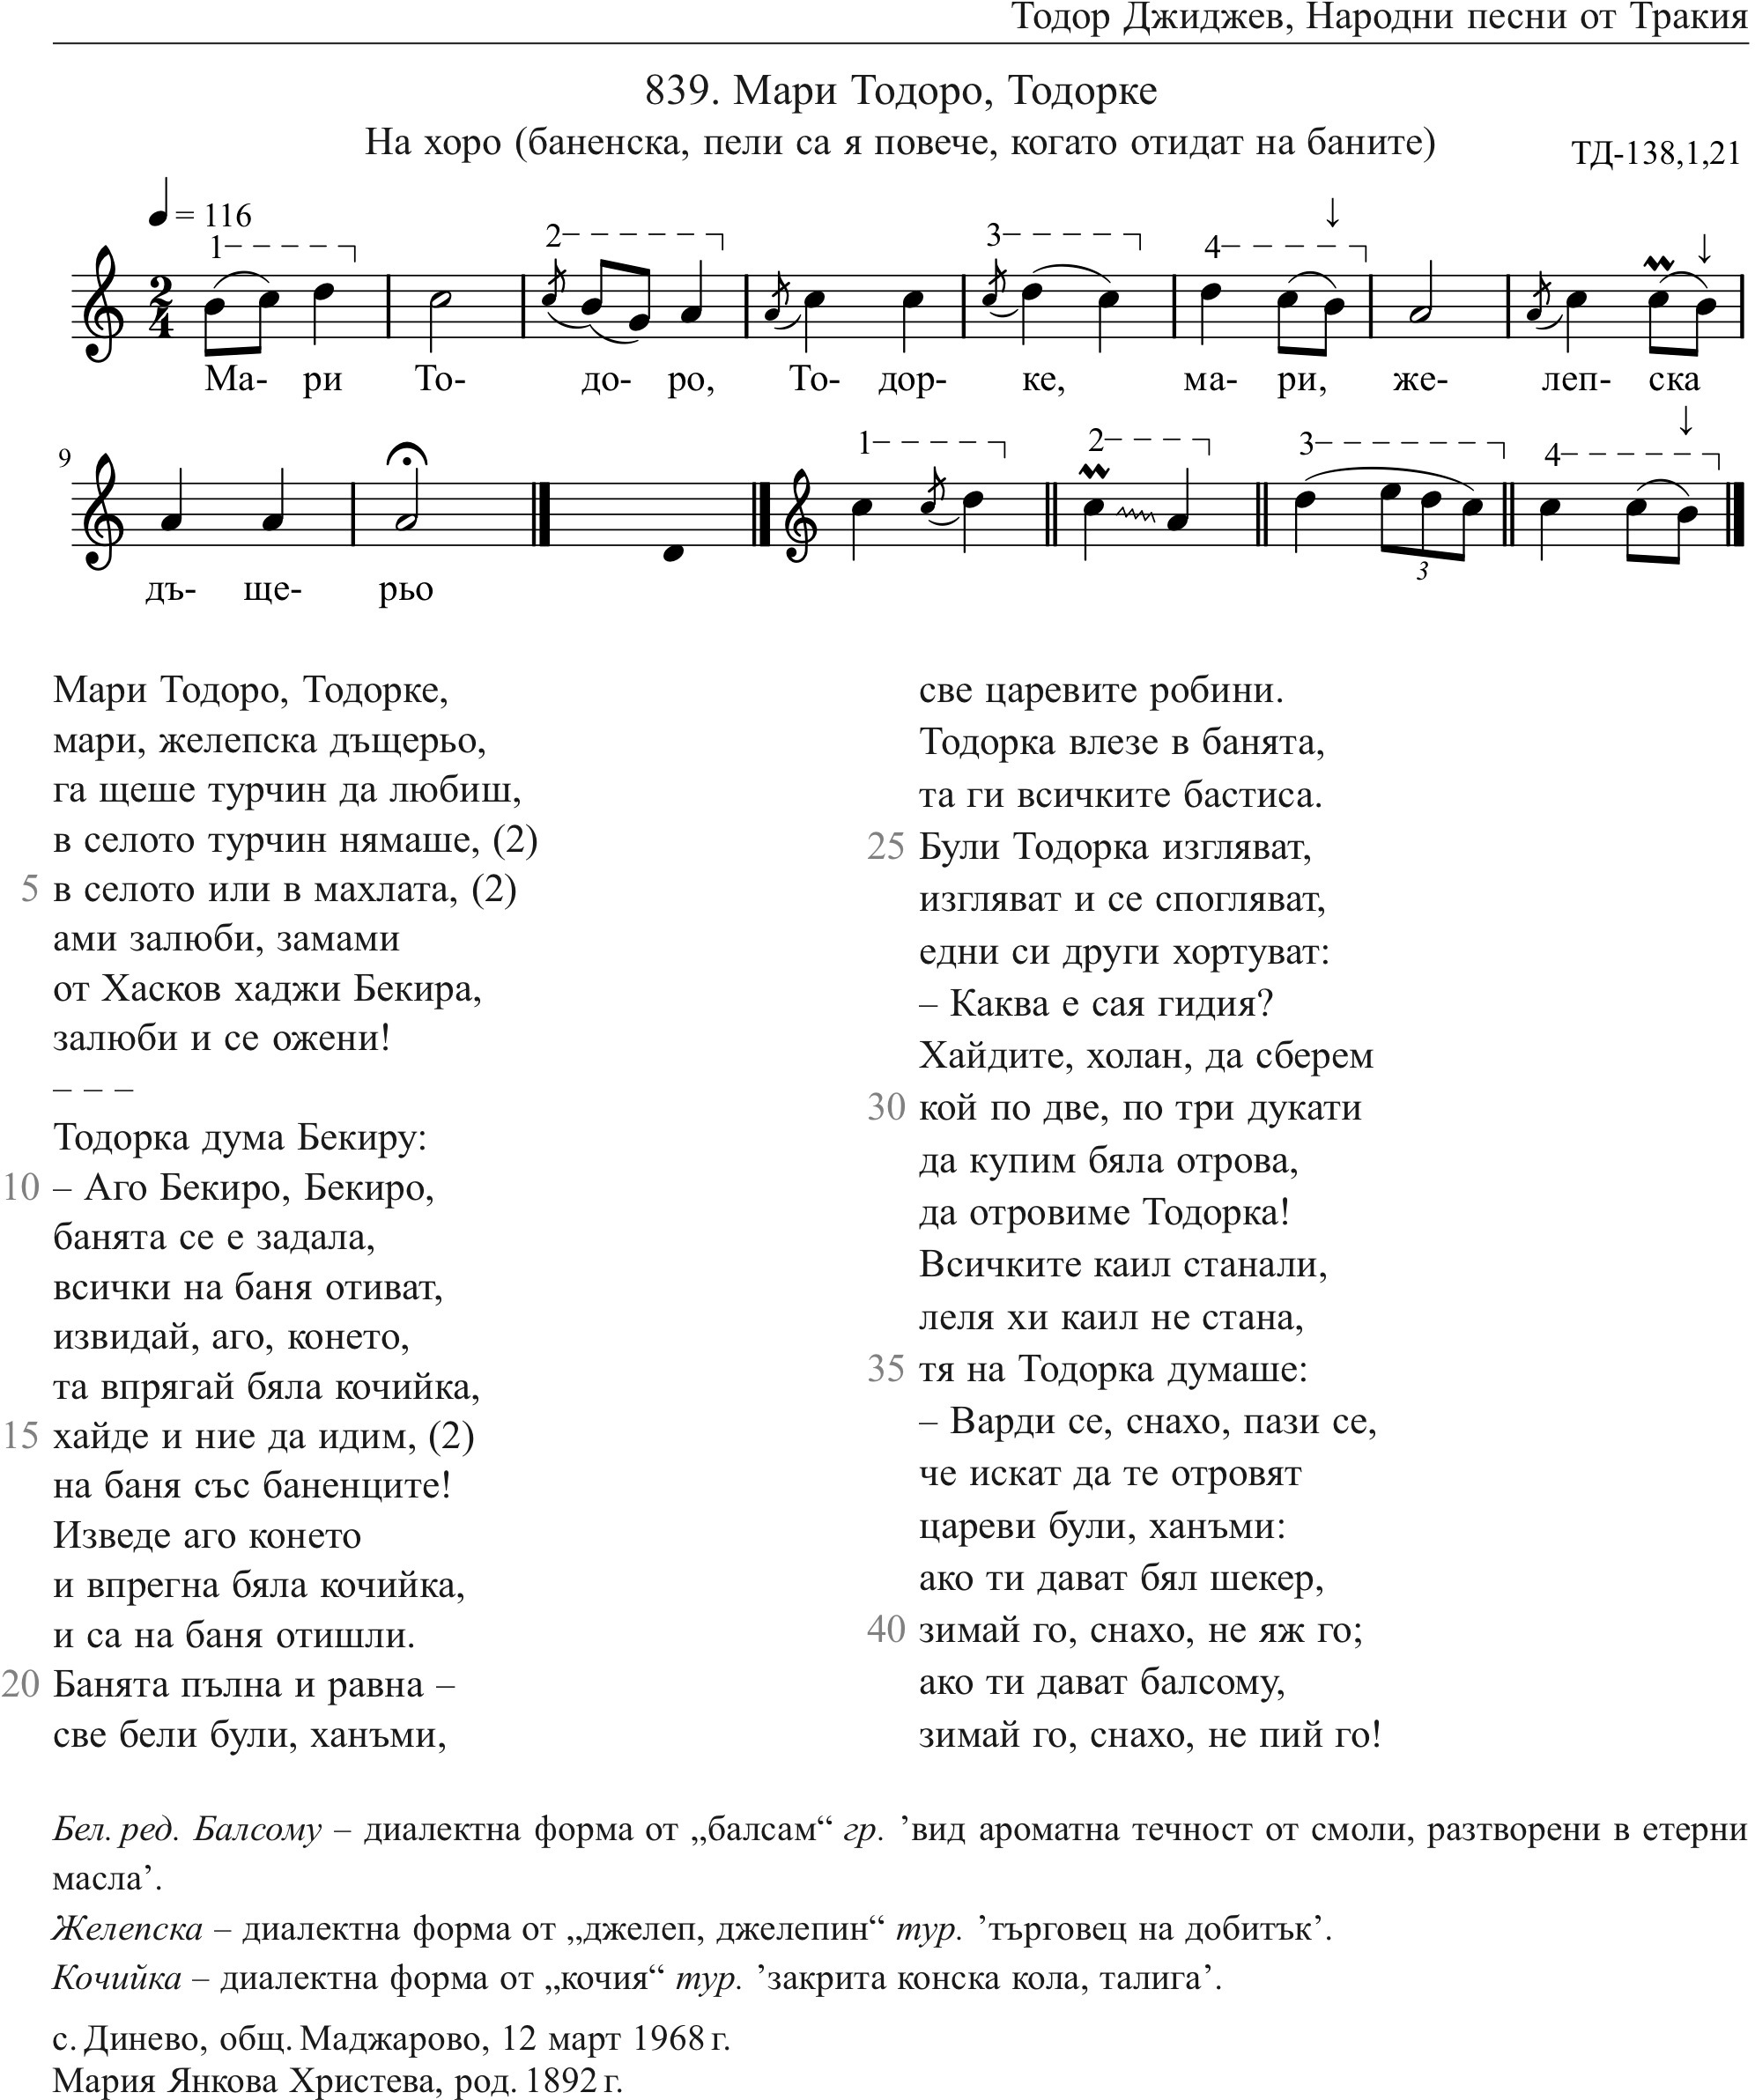 Тодор Джиджев, Народни песни от Тракия
839. Мари Тодоро, Тодорке
На хоро (баненска, пели са я повече, когато отидат на баните)
ТД-138,1,21
= 116
1 2 3 4
2 4
Ма- ри То- до- ро, То- дор- ке, ма- ри, же- леп- ска
9
1 2 3 4
3
дъ- ще- рьо
Мари Тодоро, Тодорке,
мари, желепска дъщерьо,
га щеше турчин да любиш,
в селото турчин нямаше, (2)
5 в селото или в махлата, (2)
ами залюби, замами
от Хасков хаджи Бекира,
залюби и се ожени!
– – –
Тодорка дума Бекиру:
10 – Аго Бекиро, Бекиро,
банята се е задала,
всички на баня отиват,
извидай, аго, конето,
та впрягай бяла кочийка,
15 хайде и ние да идим, (2)
на баня със баненците!
Изведе аго конето
и впрегна бяла кочийка,
и са на баня отишли.
20 Банята пълна и равна –
све бели були, ханъми,
све царевите робини.
Тодорка влезе в банята,
та ги всичките бастиса.
25 Були Тодорка изгляват,
изгляват и се спогляват,
едни си други хортуват:
– Каква е сая гидия?
Хайдите, холан, да сберем
30 кой по две, по три дукати
да купим бяла отрова,
да отровиме Тодорка!
Всичките каил станали,
леля хи каил не стана,
35 тя на Тодорка думаше:
– Варди се, снахо, пази се,
че искат да те отровят
цареви були, ханъми:
ако ти дават бял шекер,
40 зимай го, снахо, не яж го;
ако ти дават балсому,
зимай го, снахо, не пий го!
Бел. ред. Балсому – диалектна форма от „балсам“ гр. ’вид ароматна течност от смоли, разтворени в етерни
масла’.
Желепска – диалектна форма от „джелеп, джелепин“ тур. ’търговец на добитък’.
Кочийка – диалектна форма от „кочия“ тур. ’закрита конска кола, талига’.
с. Динево, общ. Маджарово, 12 март 1968 г.
Мария Янкова Христева, род. 1892 г.